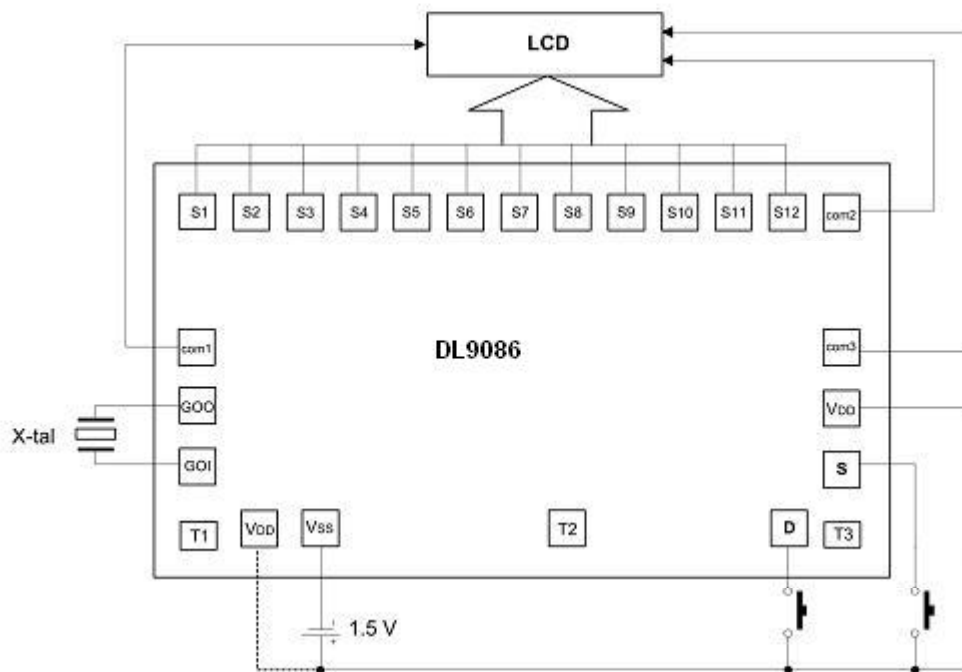 LCD
S1 S2 S3 S4 S5 S6 S7 S8 S9 S10 S11 S12 com2
com1 DL9086 com3
GOO VDD
X-tal
GOI S
T1 VDD VSS T2 D T3
1.5 V
+